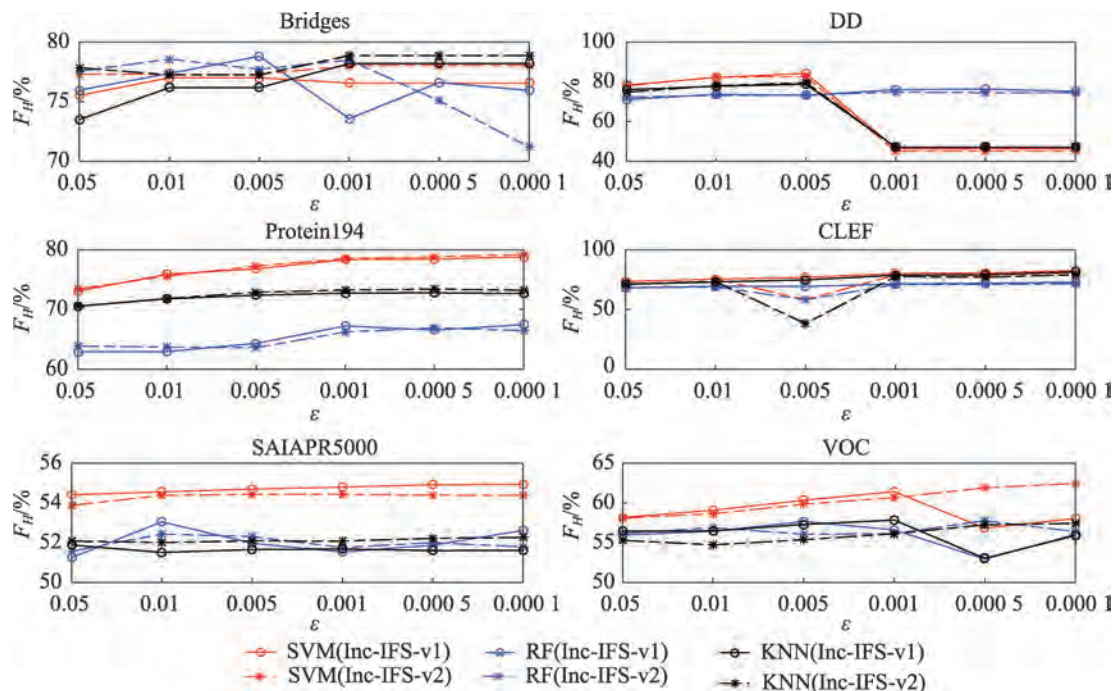 Bridges
80
75
70
F_H/%
0.05 0.01 0.005 0.001 0.000 5 0.000 1
ε
DD
100
80
60
40
F_H/%
0.05 0.01 0.005 0.001 0.000 5 0.000 1
ε
Protein194
80
70
60
F_H/%
0.05 0.01 0.005 0.001 0.000 5 0.000 1
ε
CLEF
100
50
0
F_H/%
0.05 0.01 0.005 0.001 0.000 5 0.000 1
ε
SAIAPR5000
56
54
52
50
F_H/%
0.05 0.01 0.005 0.001 0.000 5 0.000 1
ε
VOC
65
60
55
50
F_H/%
0.05 0.01 0.005 0.001 0.000 5 0.000 1
ε
SVM(Inc-IFS-v1) RF(Inc-IFS-v1) KNN(Inc-IFS-v1)
SVM(Inc-IFS-v2) RF(Inc-IFS-v2) KNN(Inc-IFS-v2)